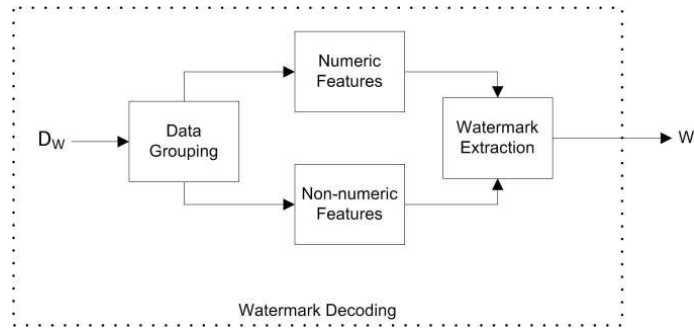 Numeric
Features
D_W
Data
Grouping
Watermark
Extraction
W
Non-numeric
Features
Watermark Decoding